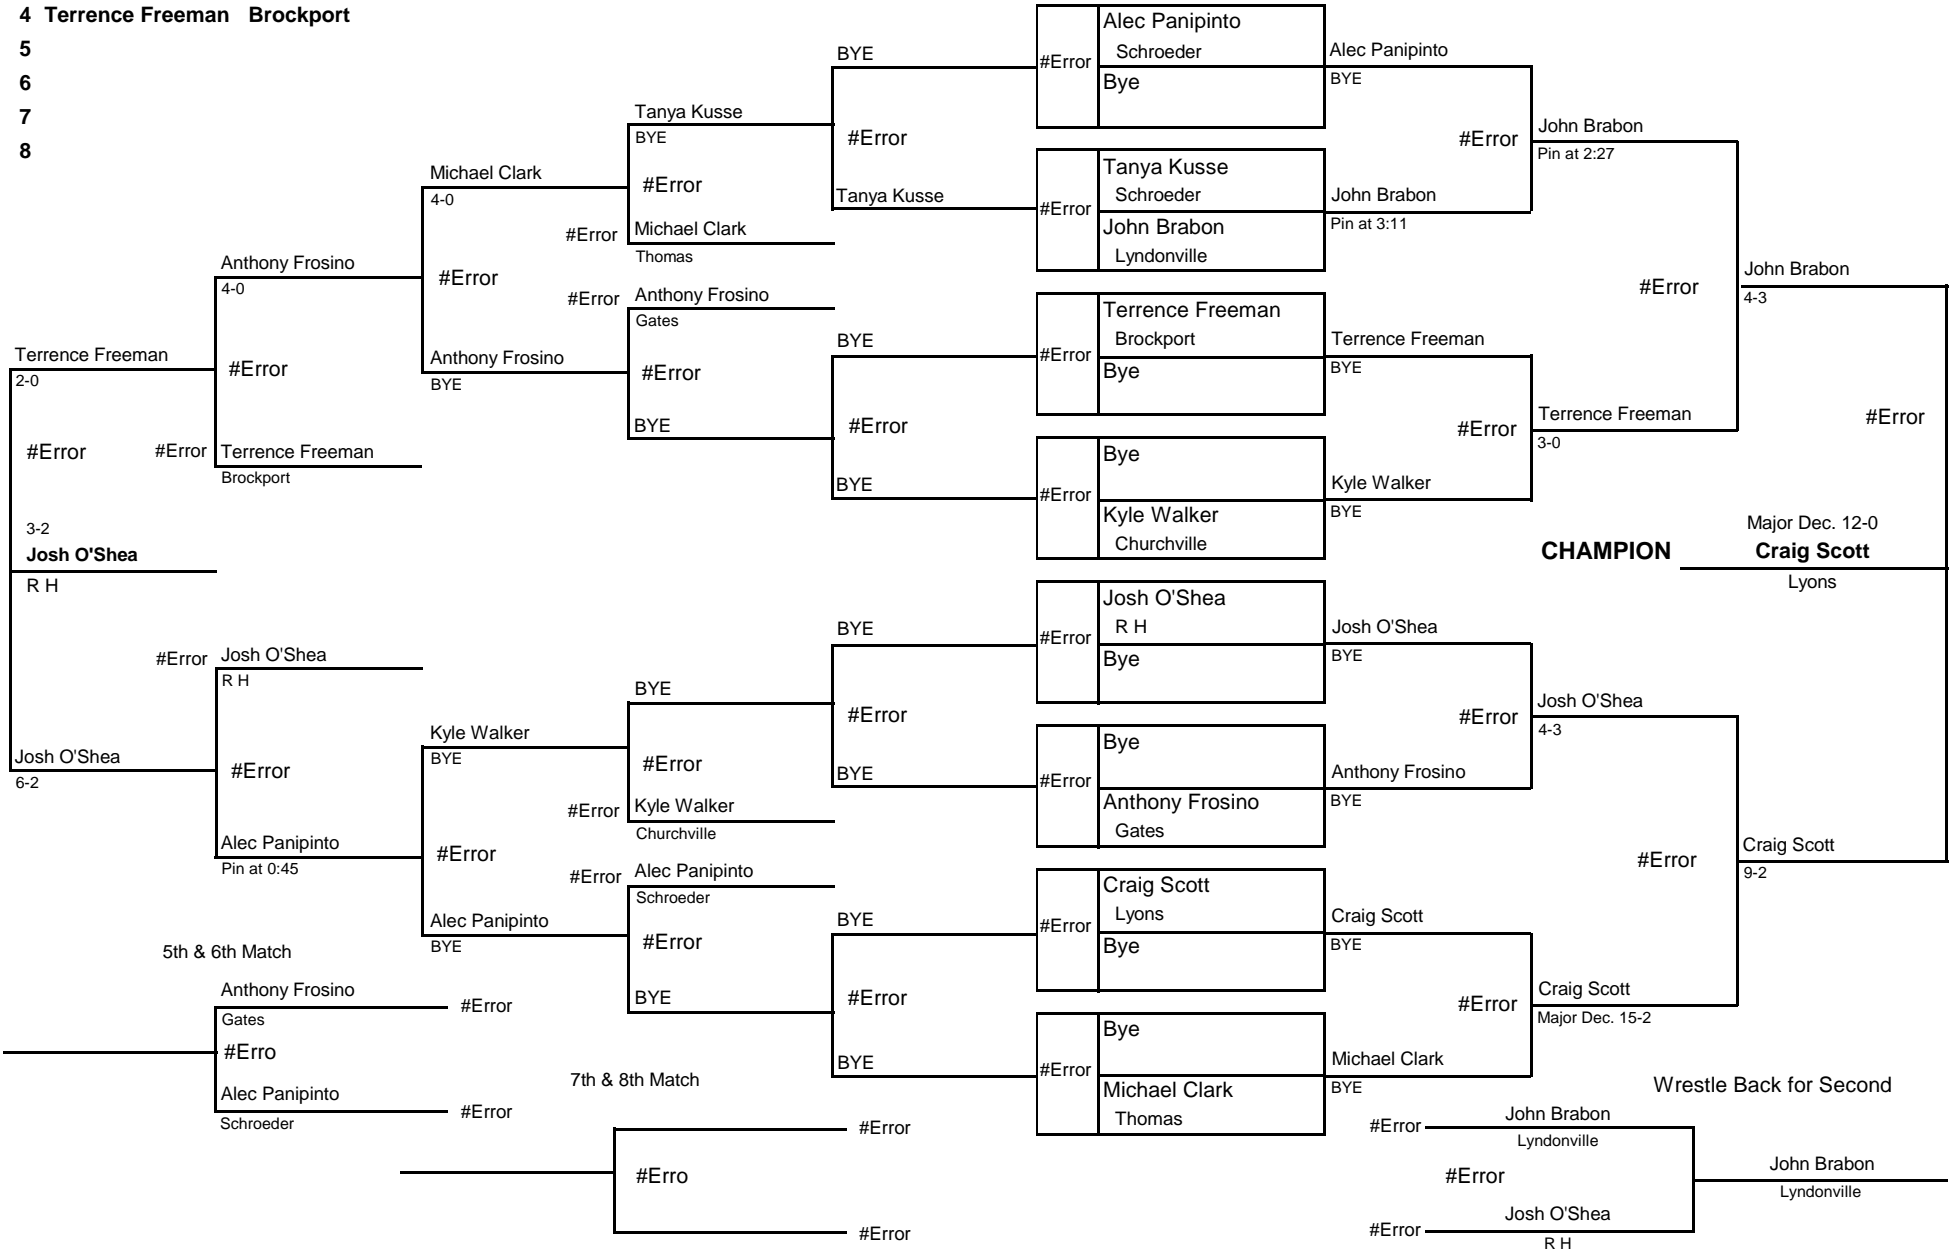 4 Terrence Freeman Brockport
5
6
7
8
Terrence Freeman
2-0
#Error
3-2
Josh O'Shea
R H
Josh O'Shea
6-2
Anthony Frosino
4-0
#Error
#Error
Terrence Freeman
Brockport
#Error
Josh O'Shea
R H
#Error
Alec Panipinto
Pin at 0:45
5th & 6th Match
Anthony Frosino
Gates
#Error
#Erro
Alec Panipinto
Schroeder
#Error
Michael Clark
4-0
#Error
Anthony Frosino
BYE
Kyle Walker
BYE
#Error
Alec Panipinto
BYE
Tanya Kusse
BYE
#Error
#Error
Michael Clark
Thomas
#Error
Anthony Frosino
Gates
#Error
BYE
BYE
#Error
#Error
Kyle Walker
Churchville
#Error
Alec Panipinto
Schroeder
#Error
BYE
7th & 8th Match
#Error
#Erro
#Error
BYE
#Error
Tanya Kusse
BYE
#Error
BYE
BYE
#Error
BYE
BYE
#Error
BYE
#Error
Alec Panipinto
Schroeder
Bye
#Error
Tanya Kusse
Schroeder
John Brabon
Lyndonville
#Error
Terrence Freeman
Brockport
Bye
#Error
Bye
Kyle Walker
Churchville
#Error
Josh O'Shea
R H
Bye
#Error
Bye
Anthony Frosino
Gates
#Error
Craig Scott
Lyons
Bye
#Error
Bye
Michael Clark
Thomas
Alec Panipinto
BYE
#Error
John Brabon
Pin at 3:11
Terrence Freeman
BYE
#Error
Kyle Walker
BYE
Josh O'Shea
BYE
#Error
Anthony Frosino
BYE
Craig Scott
BYE
#Error
Michael Clark
BYE
John Brabon
Pin at 2:27
#Error
Terrence Freeman
3-0
Josh O'Shea
4-3
#Error
Craig Scott
Major Dec. 15-2
John Brabon
4-3
#Error
Major Dec. 12-0
CHAMPION Craig Scott
Lyons
Craig Scott
9-2
Wrestle Back for Second
#Error
John Brabon
Lyndonville
#Error
#Error
Josh O'Shea
R H
John Brabon
Lyndonville